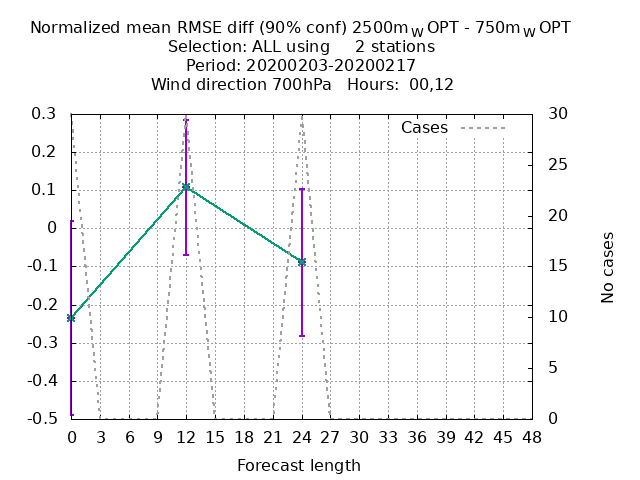 Normalized mean RMSE diff (90% conf) 2500m W OPT - 750m W OPT
Selection: ALL using 2 stations
Period: 20200203-20200217
Wind direction 700hPa Hours: 00,12
Cases
0.3
0.2
0.1
0
-0.1
-0.2
-0.3
-0.4
-0.5
30
25
20
15
10
5
0
No cases
0 3 6 9 12 15 18 21 24 27 30 33 36 39 42 45 48
Forecast length